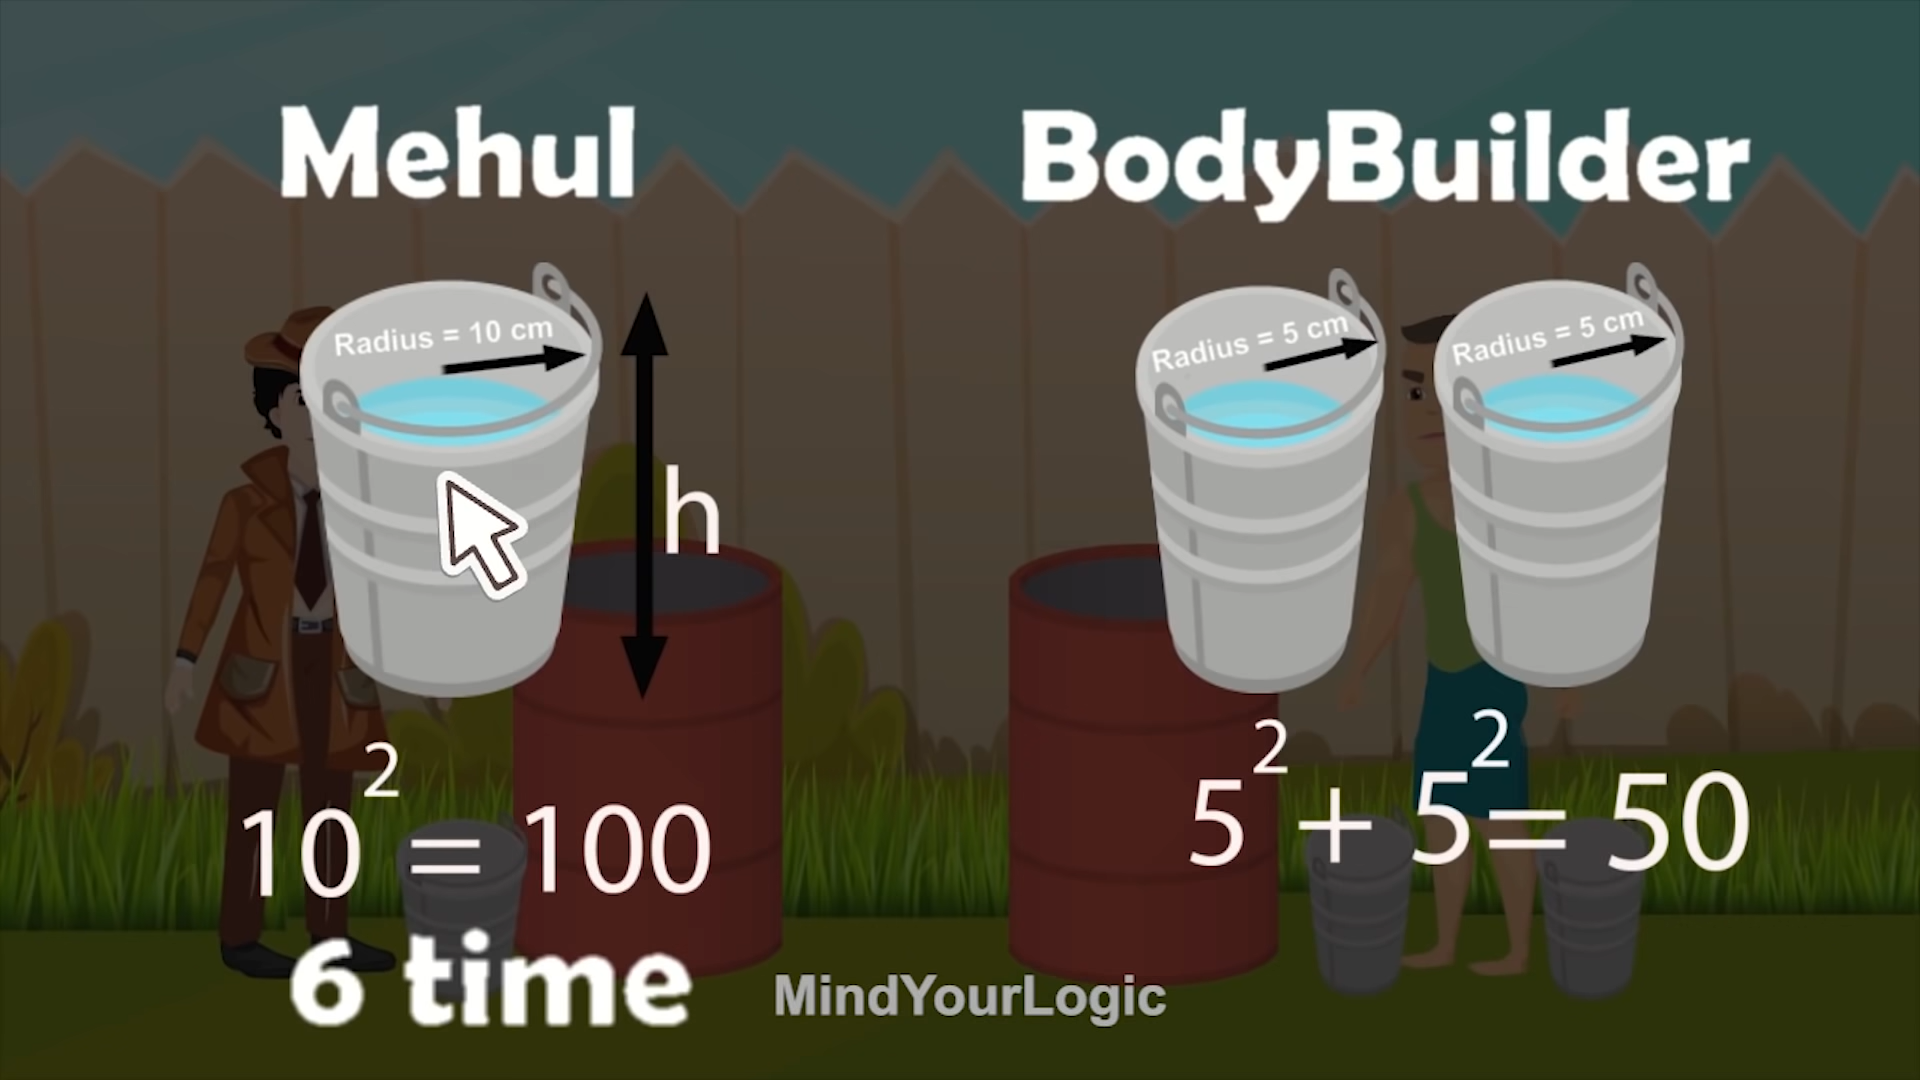 Mehul
BodyBuilder
Radius = 10 cm
Radius = 5 cm
Radius = 5 cm
h
10² = 100
5² + 5² = 50
6 time
MindYourLogic